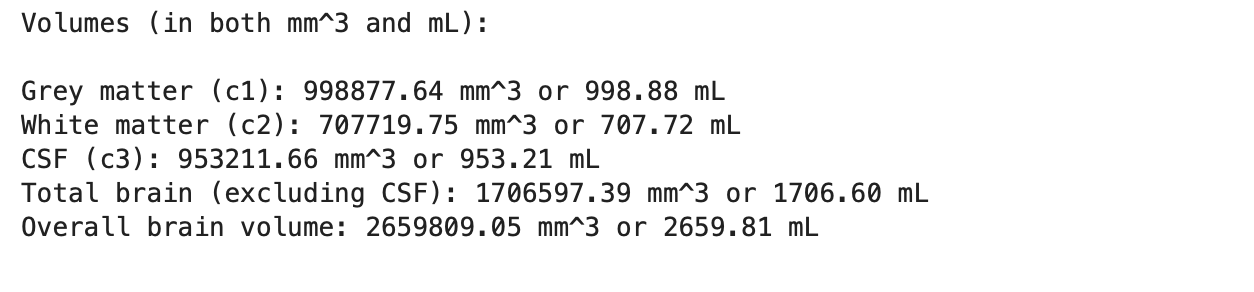 Volumes (in both mm^3 and mL):
Grey matter (c1): 998877.64 mm^3 or 998.88 mL
White matter (c2): 707719.75 mm^3 or 707.72 mL
CSF (c3): 953211.66 mm^3 or 953.21 mL
Total brain (excluding CSF): 1706597.39 mm^3 or 1706.60 mL
Overall brain volume: 2659809.05 mm^3 or 2659.81 mL